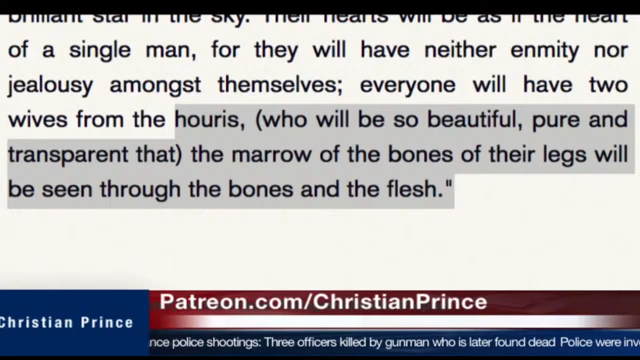 brilliant star in the sky. Their hearts will be as if the heart
of a single man, for they will have neither enmity nor
jealousy amongst themselves; everyone will have two
wives from the houris, (who will be so beautiful, pure and
transparent that) the marrow of the bones of their legs will
be seen through the bones and the flesh."
Patreon.com/ChristianPrince
Christian Prince
nce police shootings: Three officers killed by gunman who is later found dead Police were inv